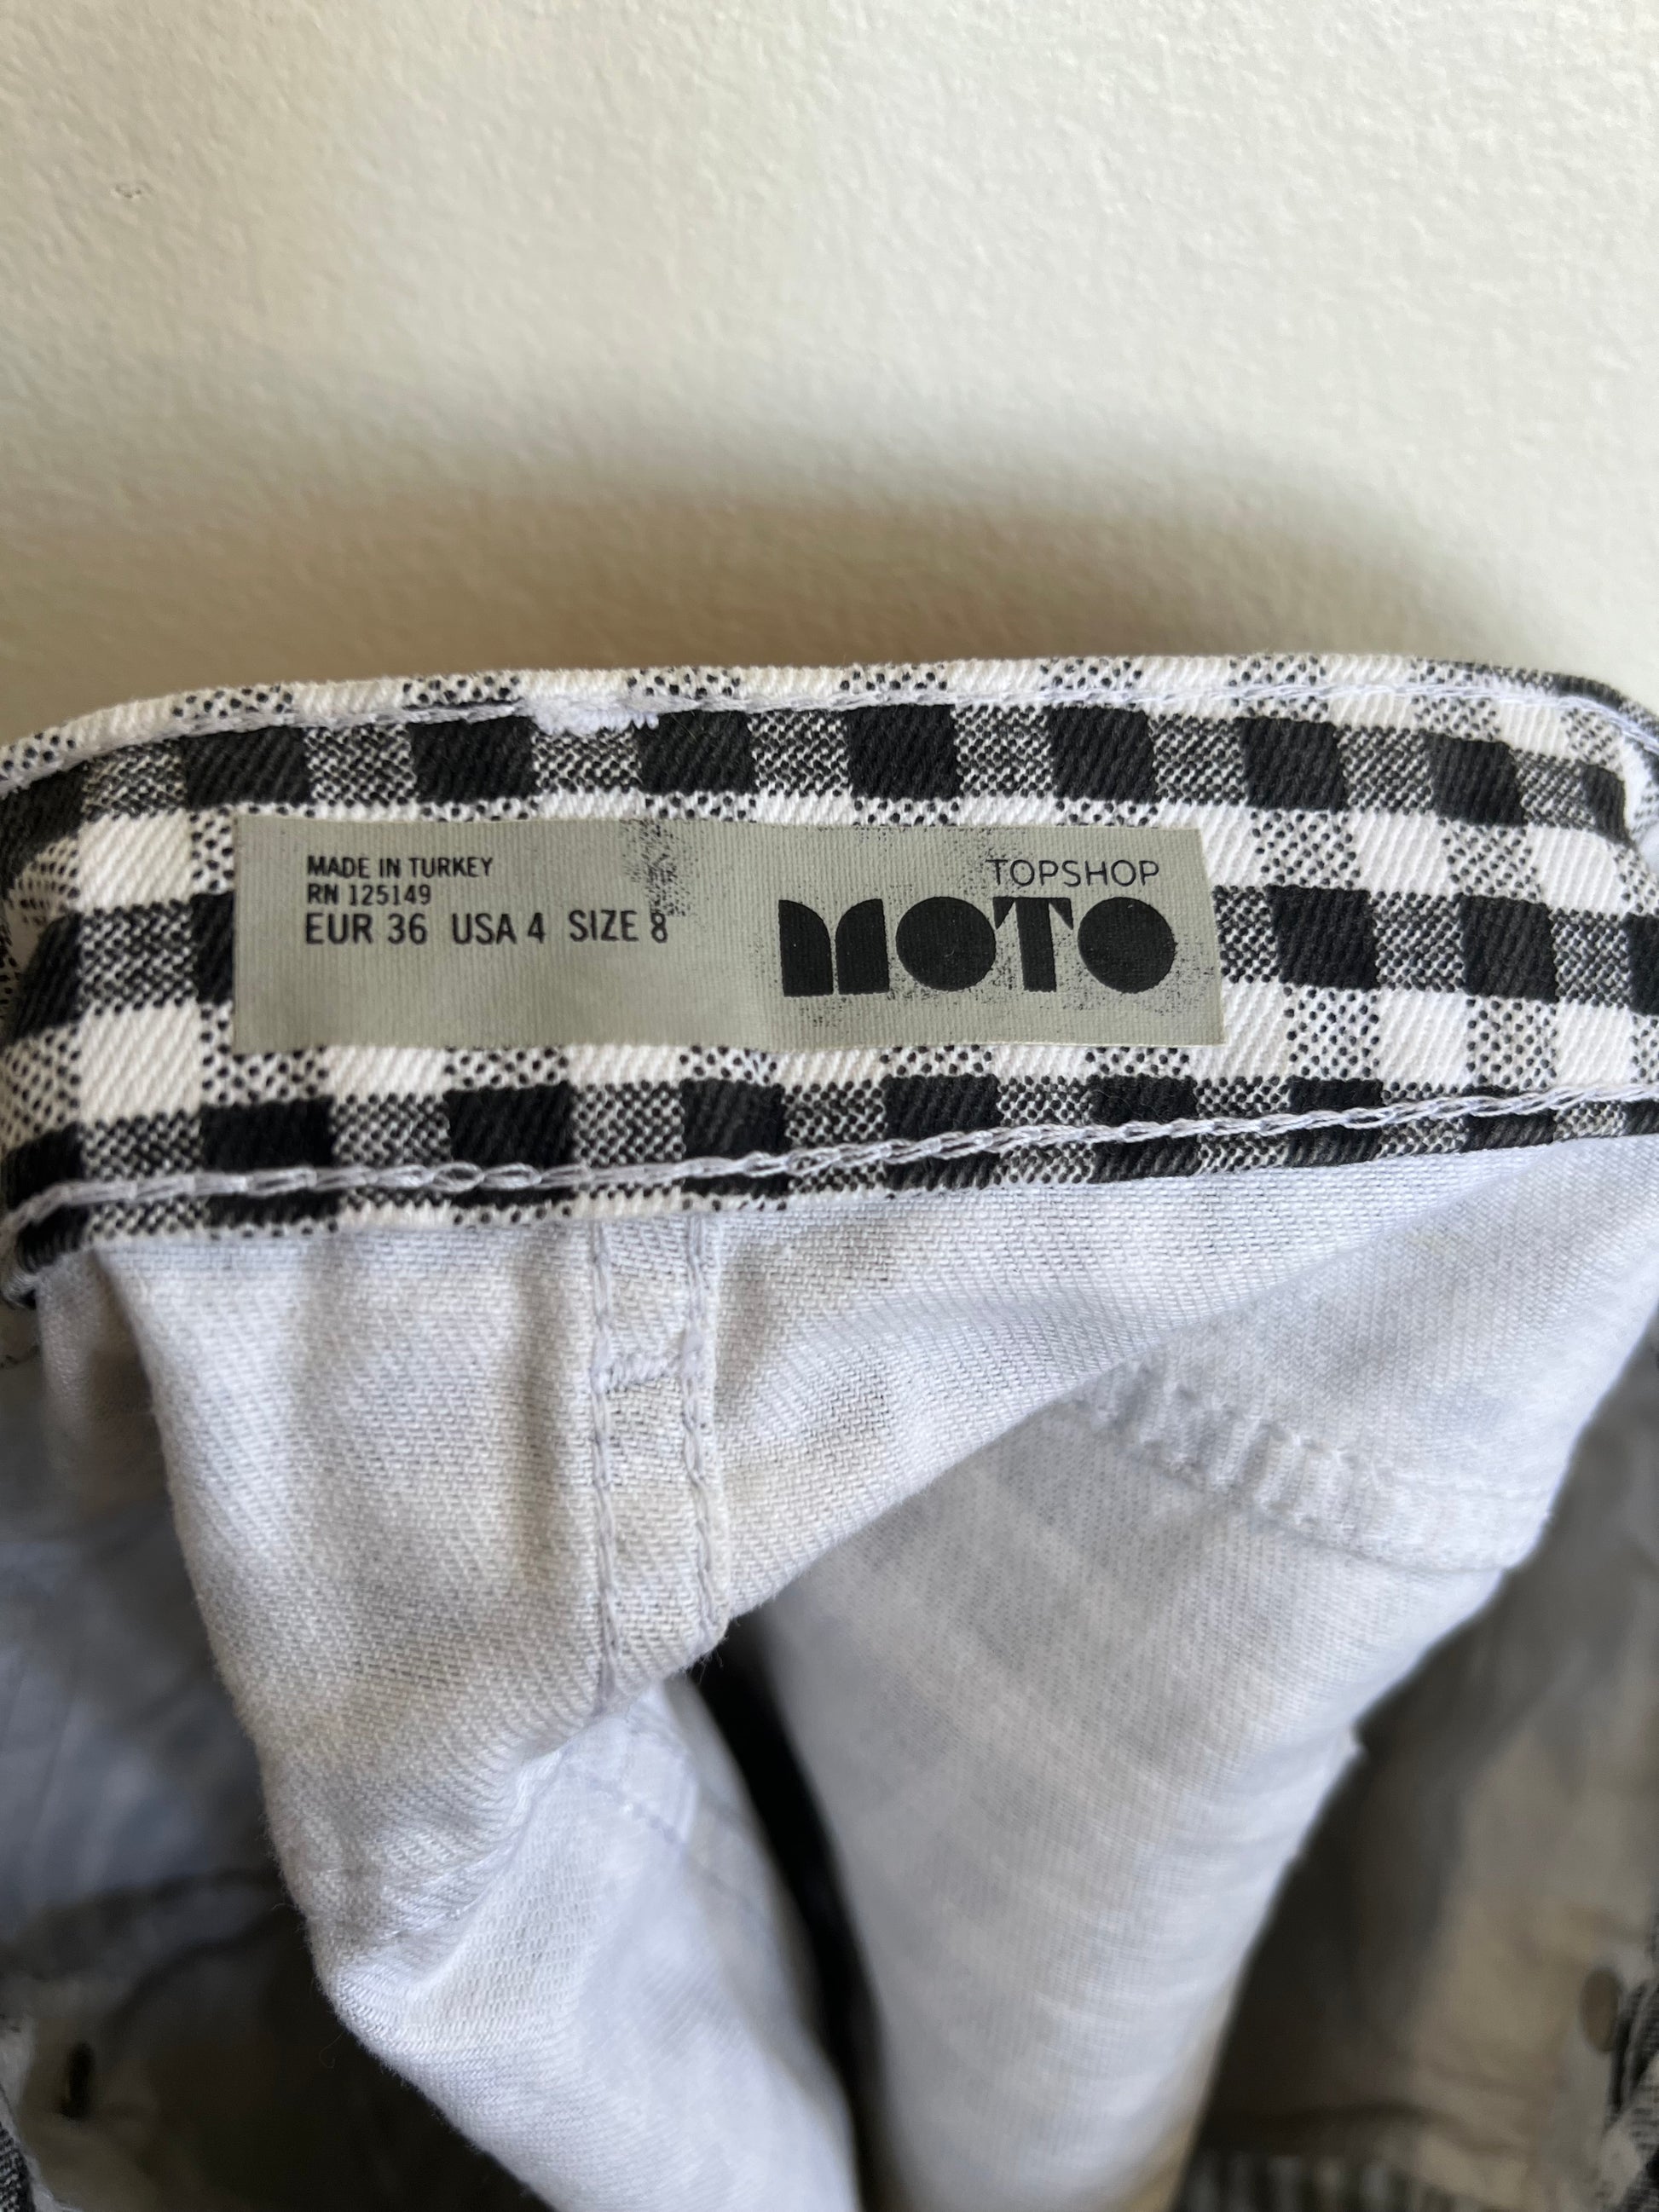 MADE IN TURKEY
RN 125149
EUR 36 USA 4 SIZE 8
TOPSHOP
MOTO